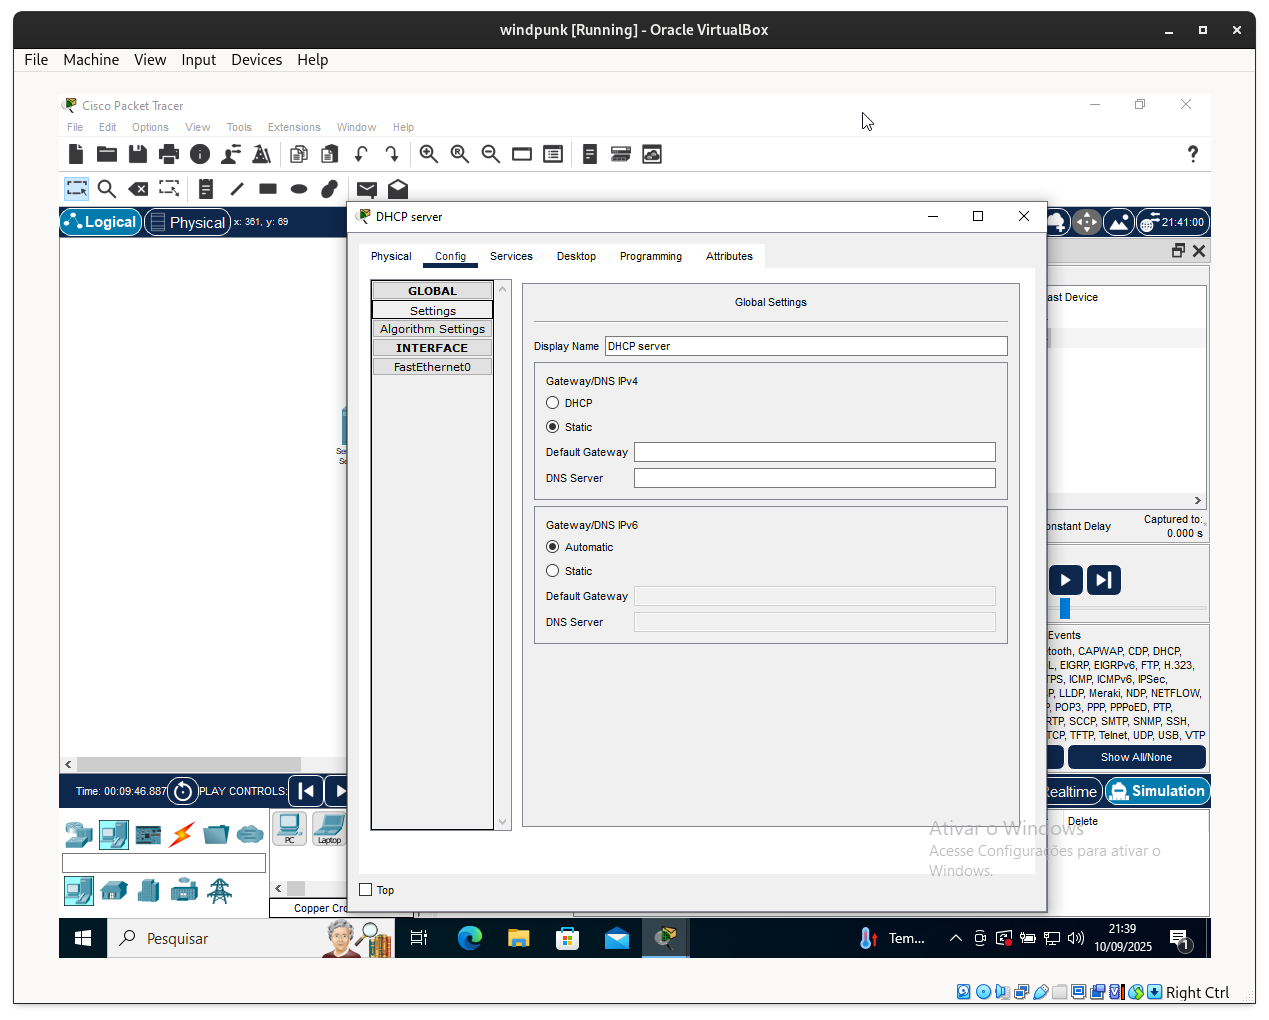 windpunk [Running] - Oracle VirtualBox
File Machine View Input Devices Help
Cisco Packet Tracer
File Edit Options View Tools Extensions Window Help
Logical Physical x: 361, y: 69
21:41:00
DHCP server
Physical Config Services Desktop Programming Attributes
GLOBAL
Settings
Algorithm Settings
INTERFACE
FastEthernet0
Global Settings
Display Name DHCP server
Gateway/DNS IPv4
DHCP
Static
Default Gateway
DNS Server
Gateway/DNS IPv6
Automatic
Static
Default Gateway
DNS Server
Top
Ser
Se
ast Device
onstant Delay
Captured to:
0.000 s
Events
tooth, CAPWAP, CDP, DHCP,
L, EIGRP, EIGRPv6, FTP, H.323,
TPS, ICMP, ICMPv6, IPSec,
P, LLDP, Meraki, NDP, NETFLOW,
P, POP3, PPP, PPPoED, PTP,
RTP, SCCP, SMTP, SNMP, SSH,
TCP, TFTP, Telnet, UDP, USB, VTP
Show All/None
Time: 00:09:46.887 PLAY CONTROLS:
Realtime Simulation
PC Laptop
Delete
Copper Cro
Ativar o Windows
Acesse Configurações para ativar o
Windows.
Pesquisar
Tem...
21:39
10/09/2025
1
Right Ctrl